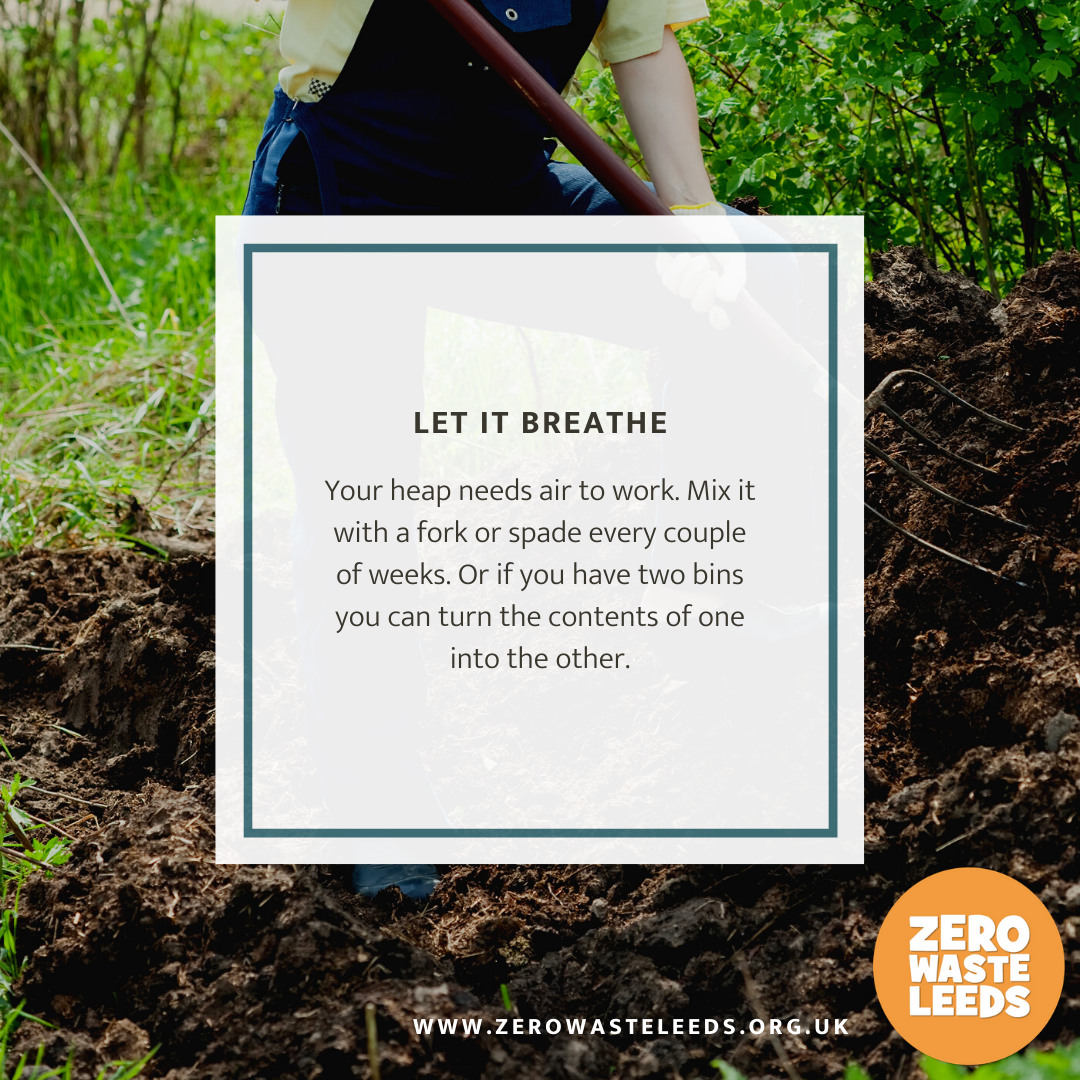 LET IT BREATHE
Your heap needs air to work. Mix it
with a fork or spade every couple
of weeks. Or if you have two bins
you can turn the contents of one
into the other.
ZERO
WASTE
LEEDS
WWW.ZEROWASTELEEDS.ORG.UK